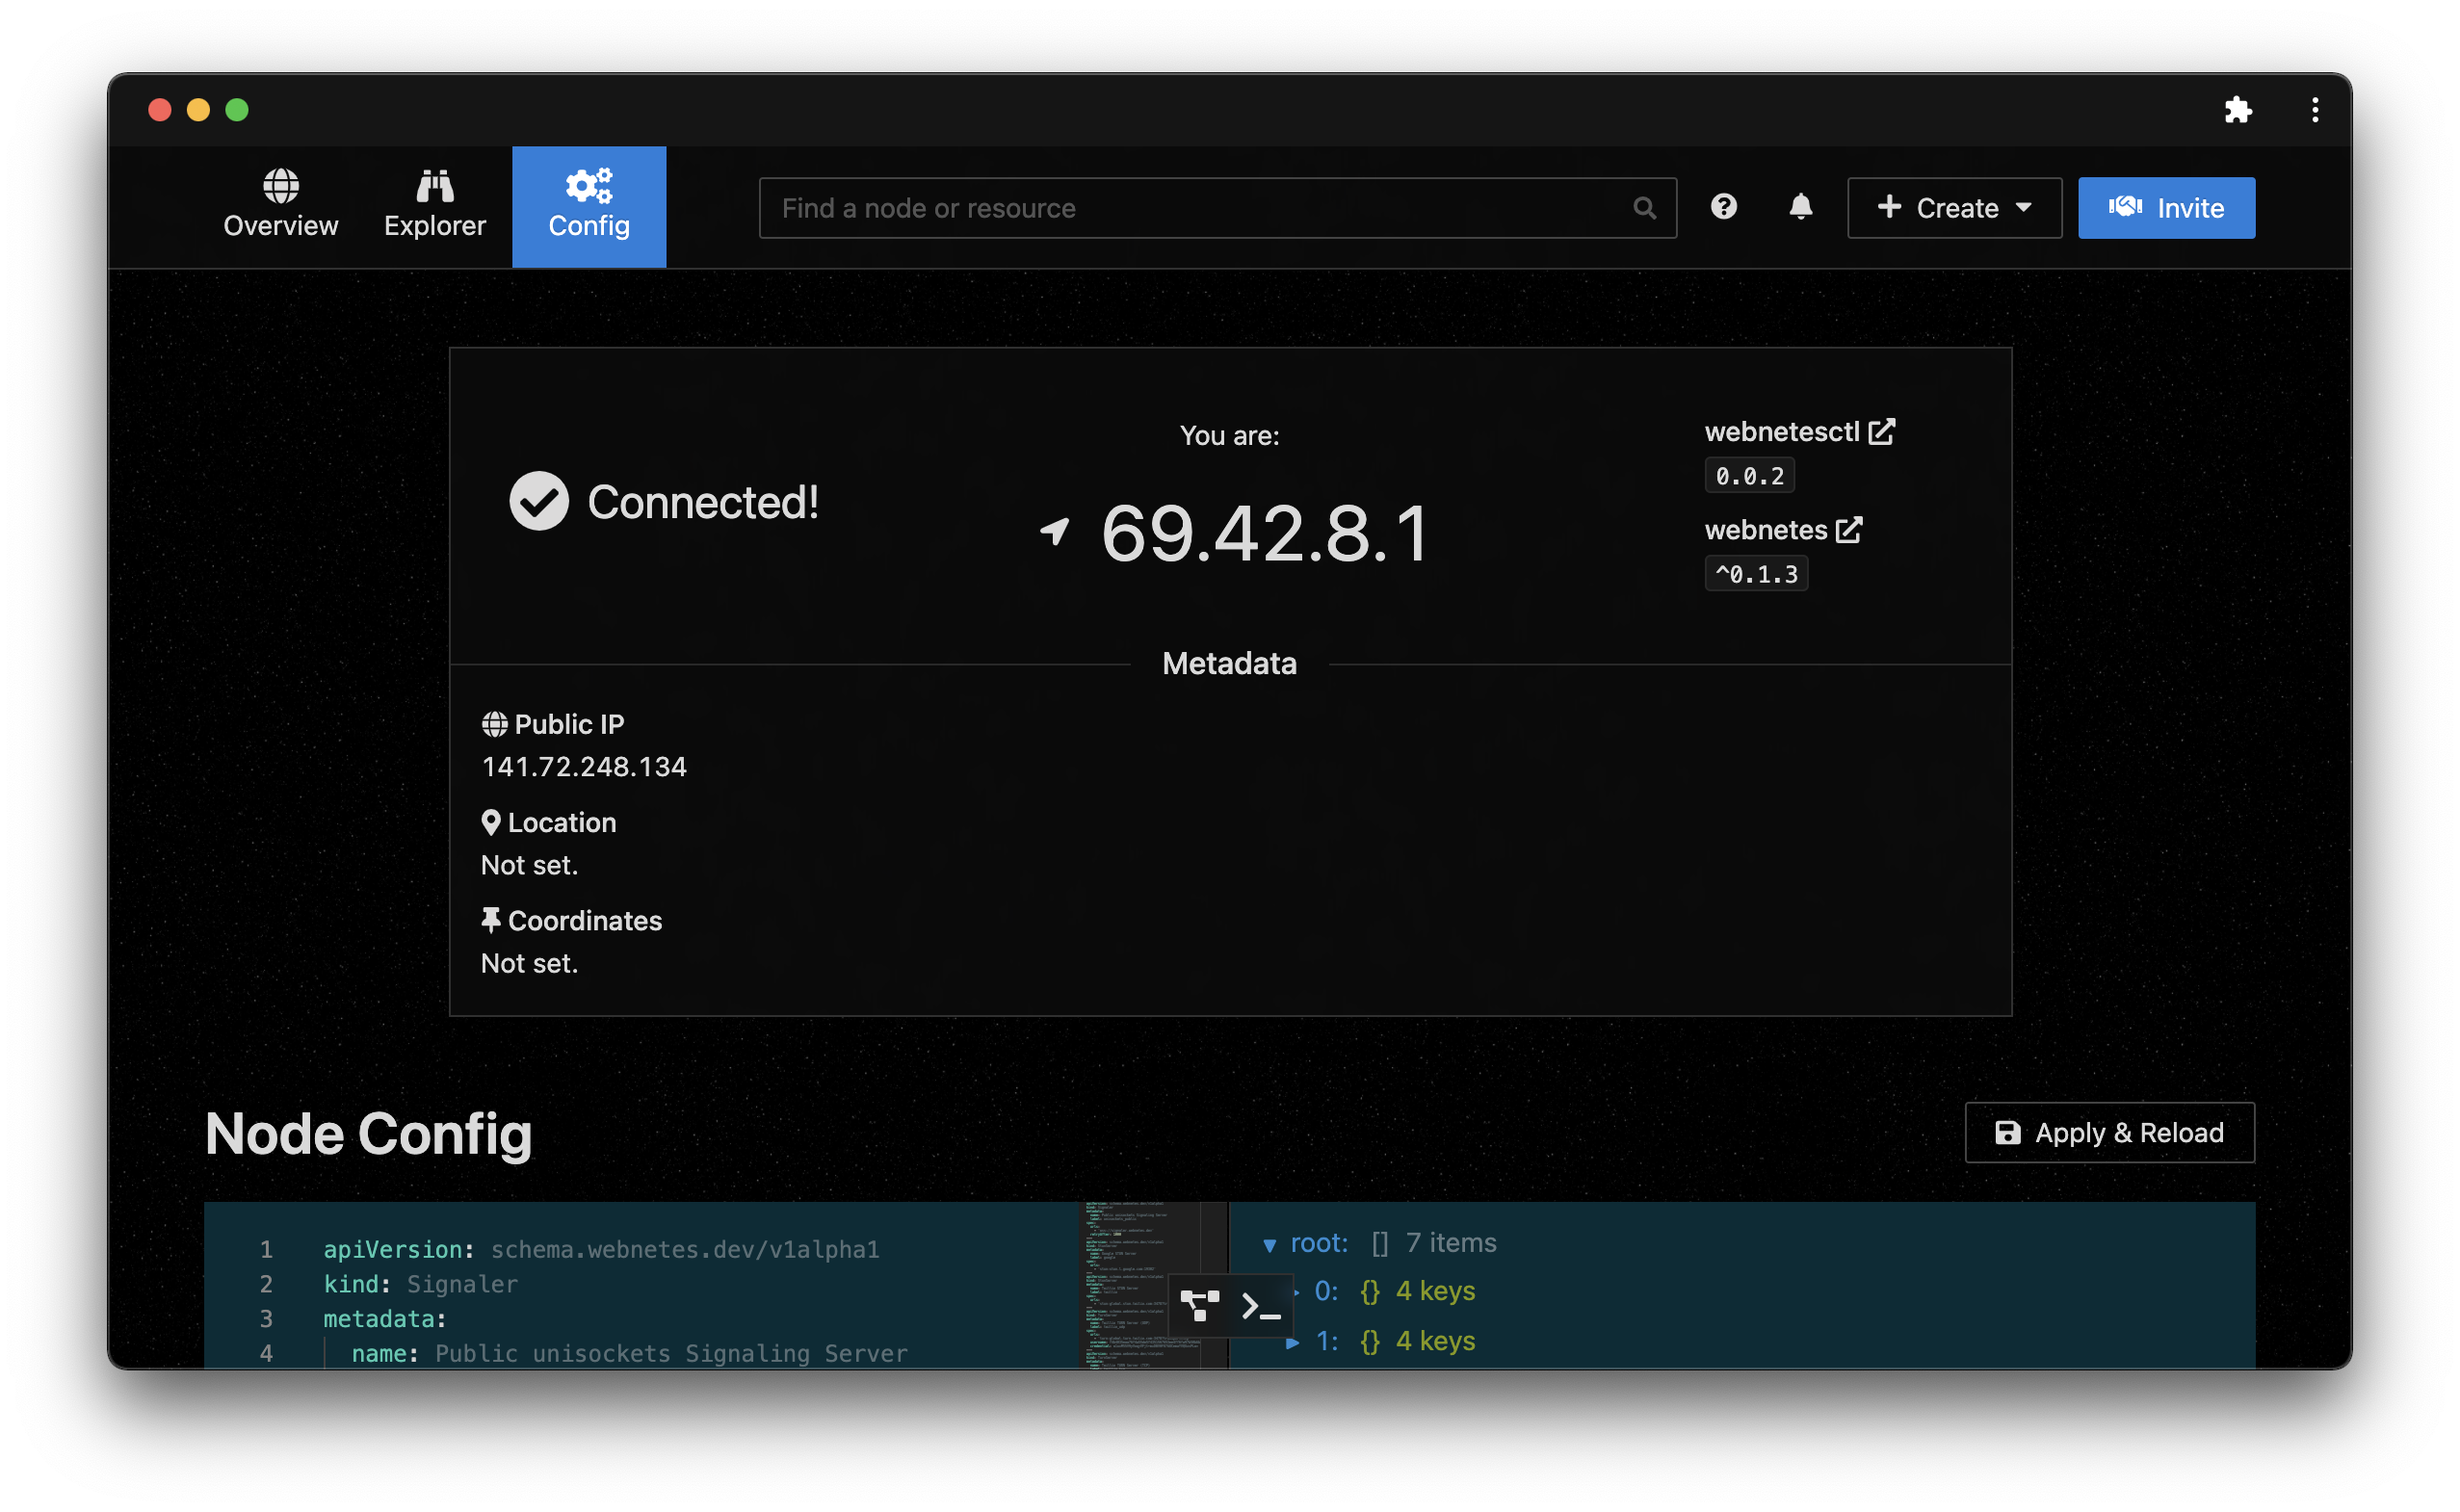 Overview
Explorer
Config
Find a node or resource
Create
Invite
Connected!
You are:
69.42.8.1
webnetesctl
0.0.2
webnetes
^0.1.3
Metadata
Public IP
141.72.248.134
Location
Not set.
Coordinates
Not set.
Node Config
Apply & Reload
1 apiVersion: schema.webnetes.dev/v1alpha1
2 kind: Signaler
3 metadata:
4 name: Public unisockets Signaling Server
root: [] 7 items
0: {} 4 keys
1: {} 4 keys